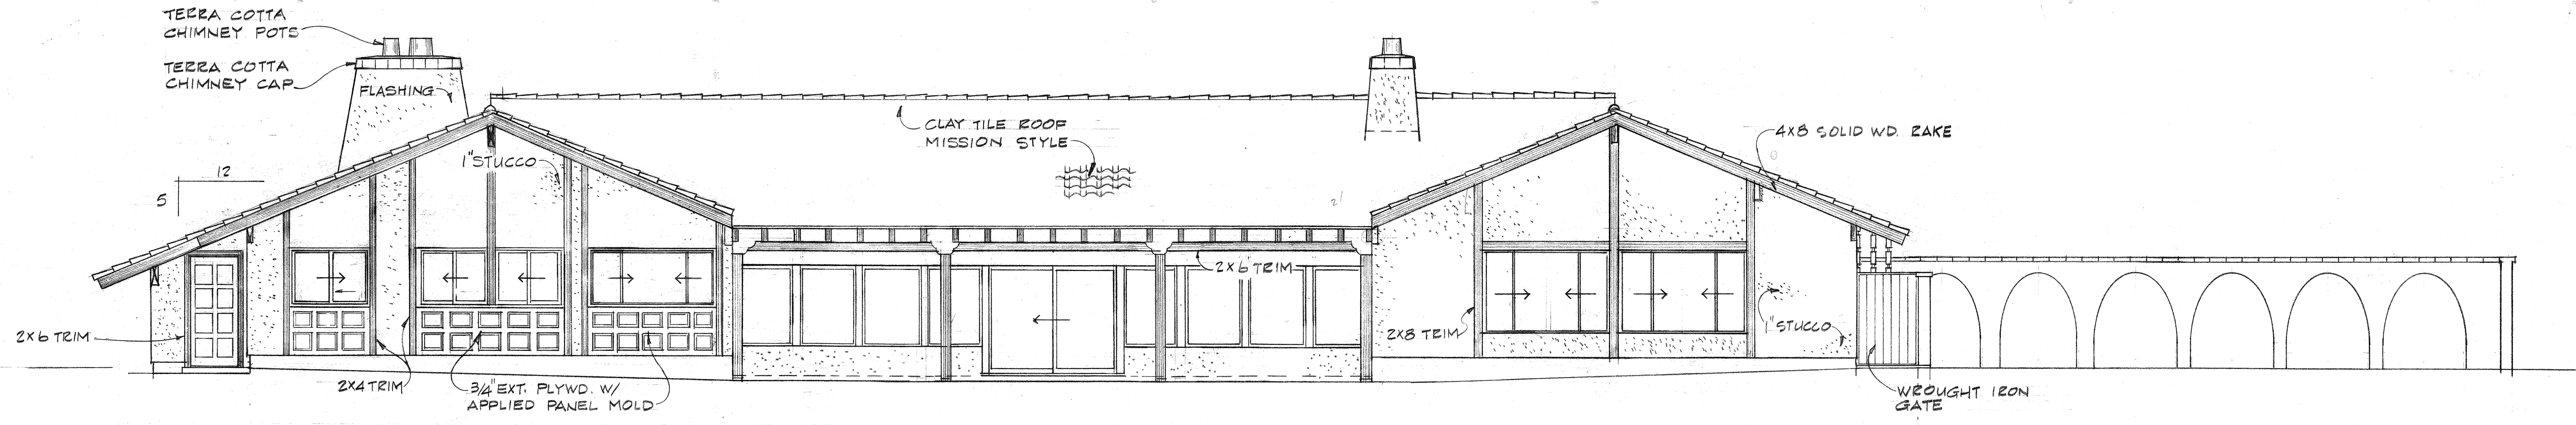 TERRA COTTA
CHIMNEY POTS
TERRA COTTA
CHIMNEY CAP
FLASHING
CLAY TILE ROOF
MISSION STYLE
4X8 SOLID WD. RAKE
1" STUCCO
12
5
2X6 TRIM
2X6 TRIM
2X8 TRIM
1" STUCCO
2X4 TRIM
3/4" EXT. PLYWD. W/
APPLIED PANEL MOLD
WROUGHT IRON
GATE